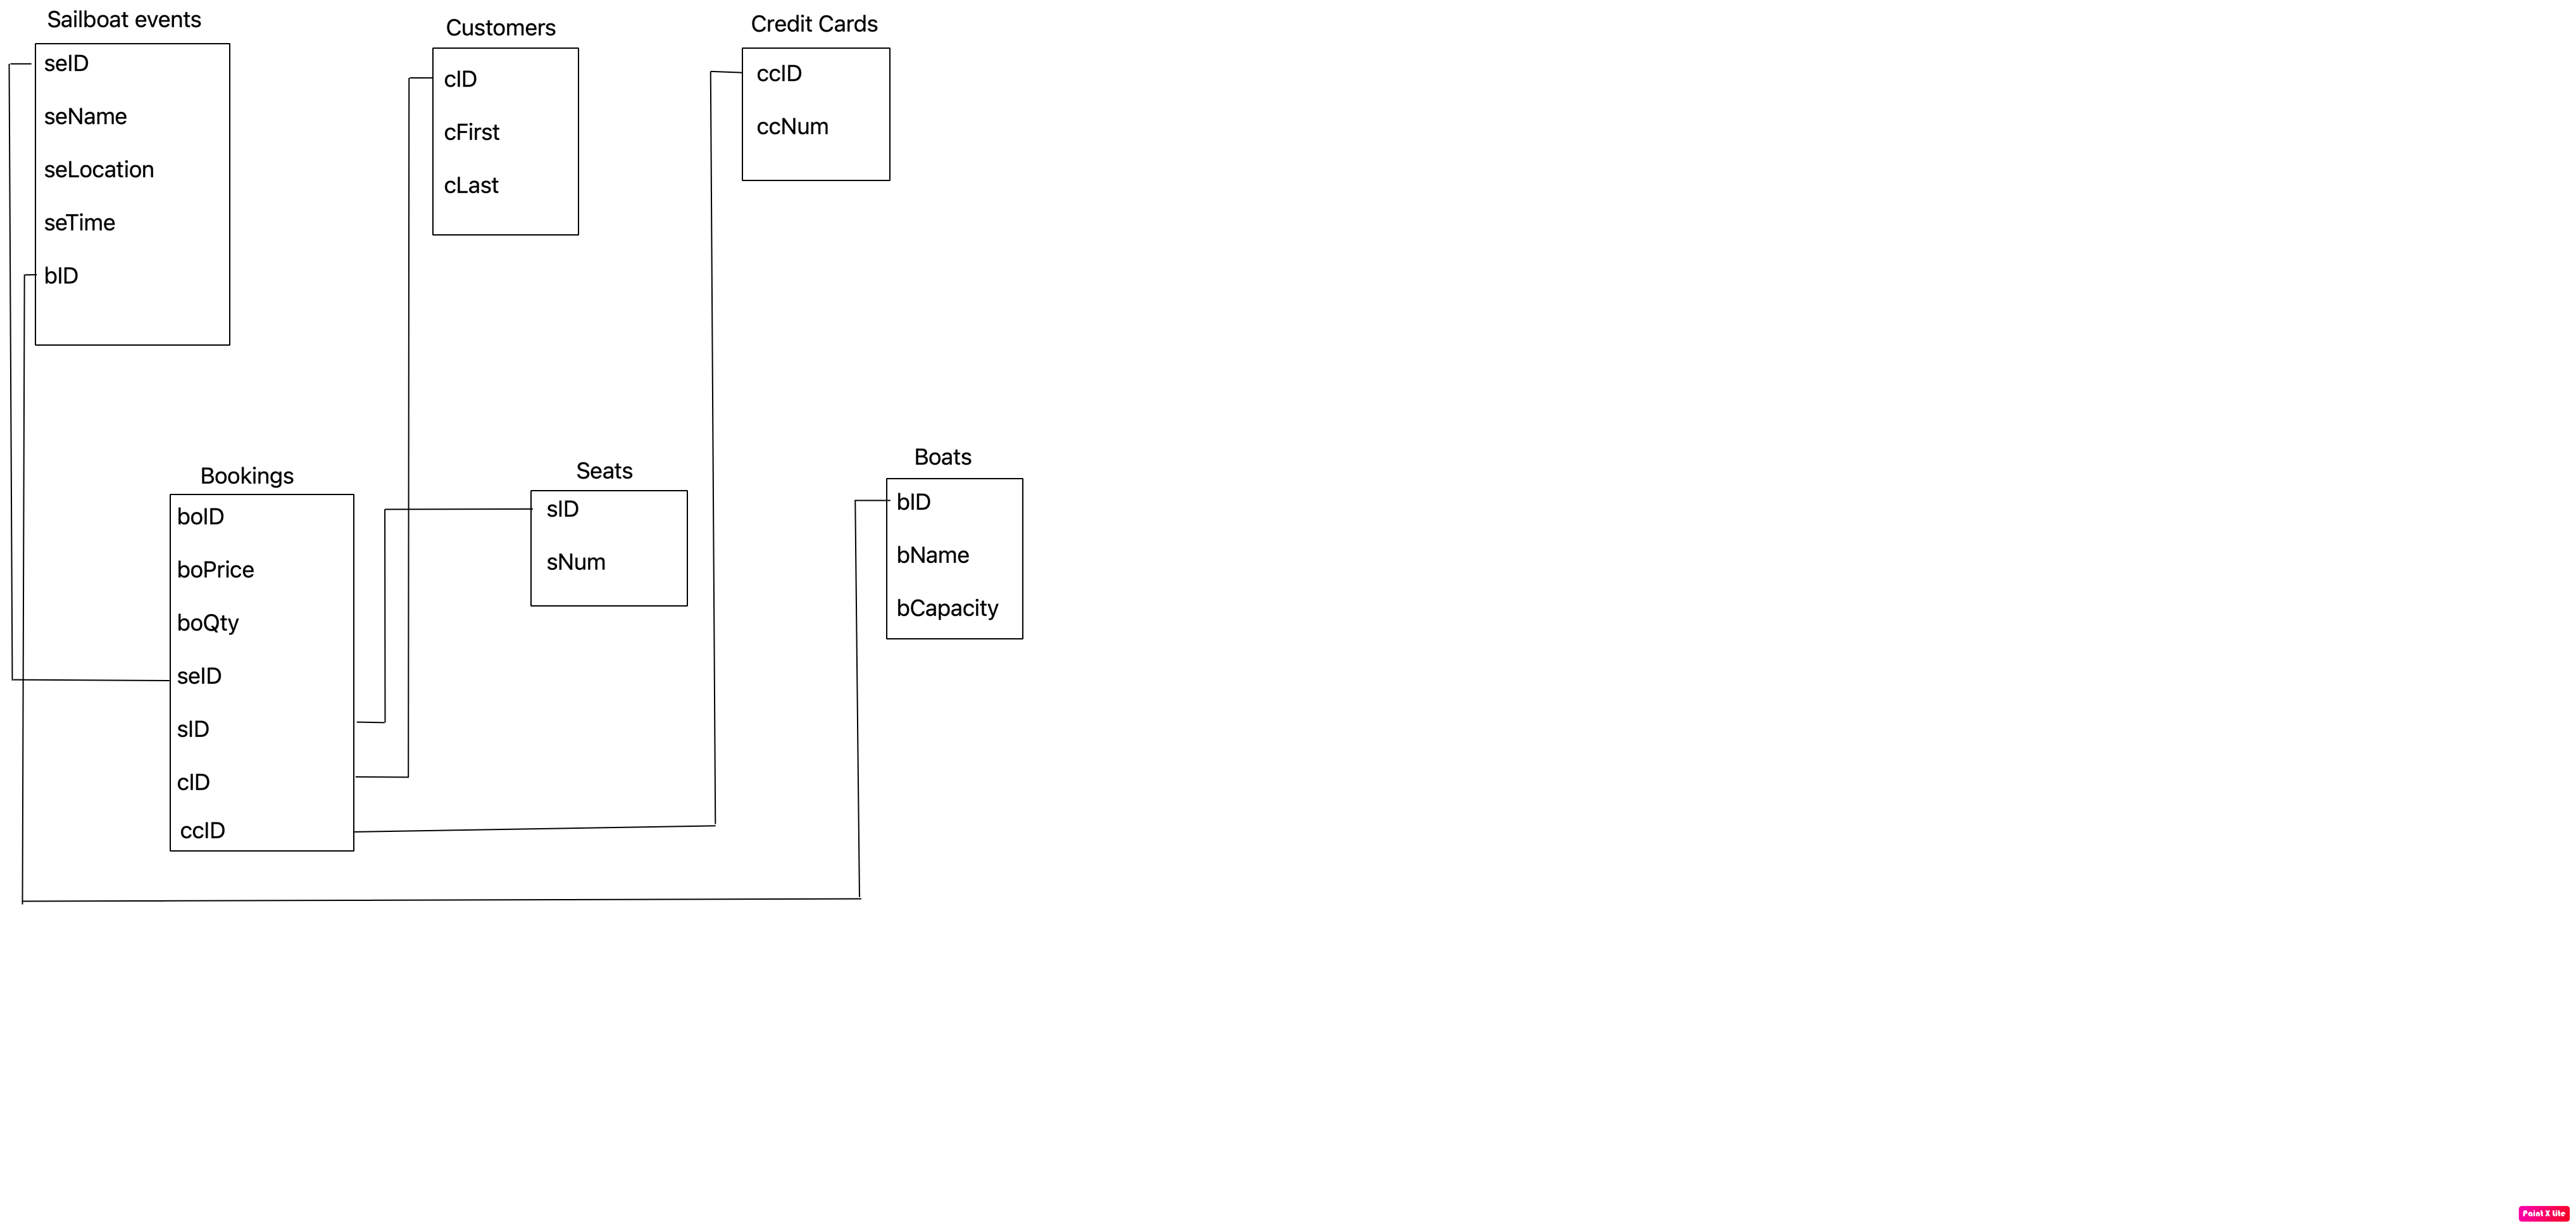 Sailboat events
seID
seName
seLocation
seTime
bID
Customers
cID
cFirst
cLast
Credit Cards
ccID
ccNum
Bookings
boID
boPrice
boQty
seID
sID
cID
ccID
Seats
sID
sNum
Boats
bID
bName
bCapacity
Paint X lite